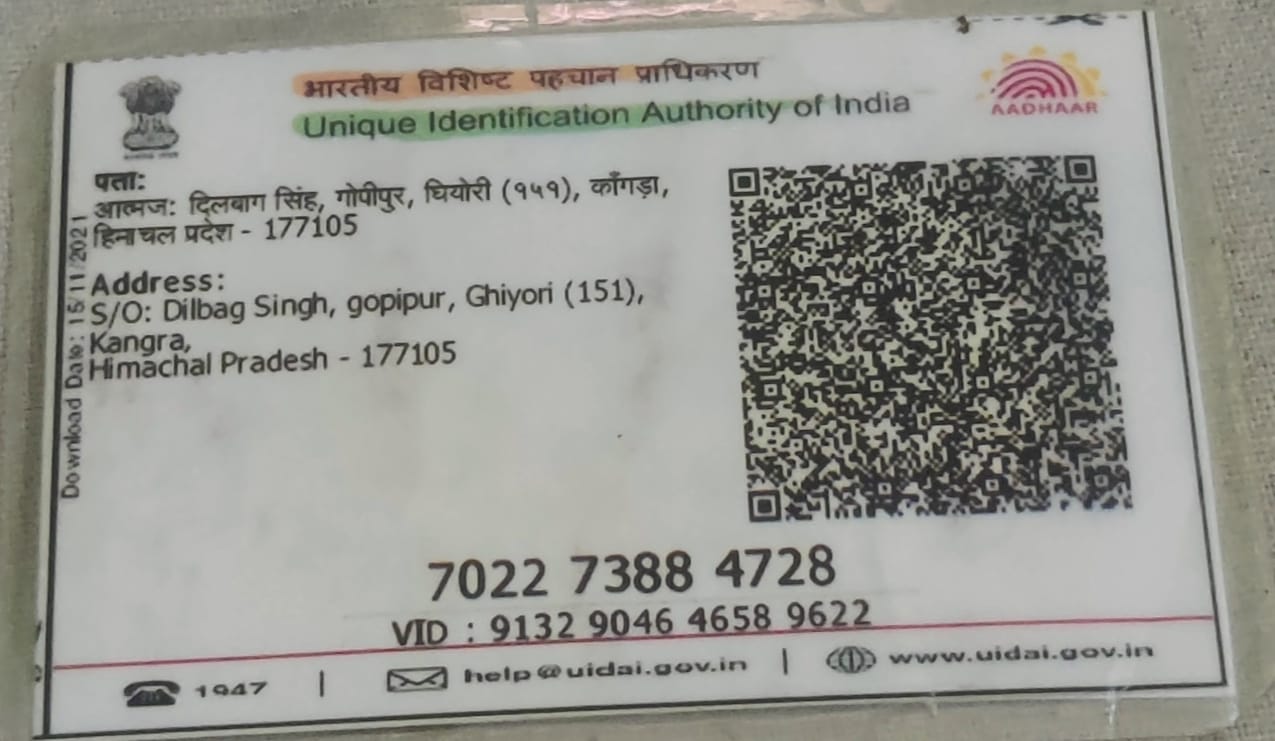 भारतीय विशिष्ट पहचान प्राधिकरण
Unique Identification Authority of India
AADHAAR
पता:
आत्मज: दिलबाग सिंह, गोपीपुर, घियोरी (१५१), काँगड़ा,
हिमाचल प्रदेश - 177105
Address:
S/O: Dilbag Singh, gopipur, Ghiyori (151),
Kangra,
Himachal Pradesh - 177105
Download Date: 15/11/2021
7022 7388 4728
VID : 9132 9046 4658 9622
1947 | help@uidai.gov.in | www.uidai.gov.in